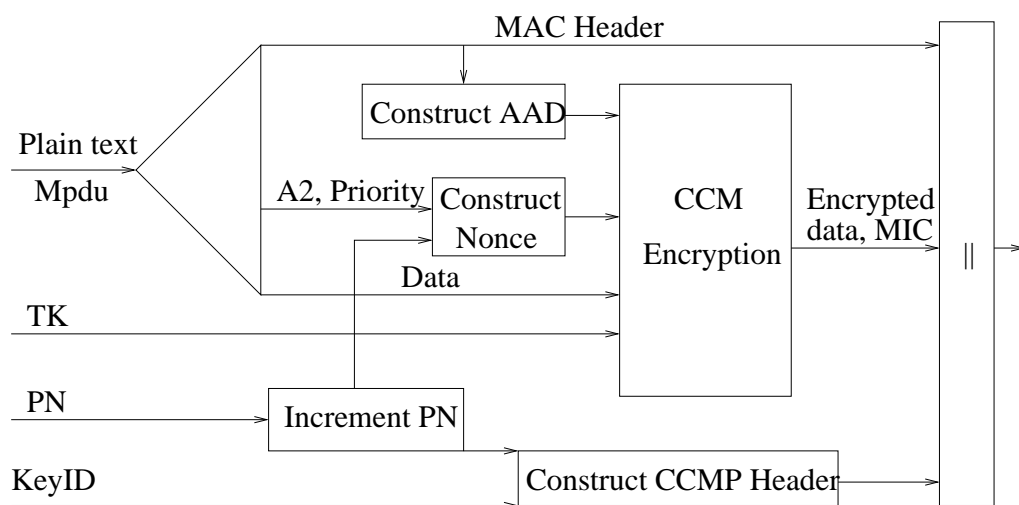 MAC Header
Construct AAD
Plain text
Mpdu
A2, Priority
Construct
Nonce
CCM
Encryption
Encrypted
data, MIC
||
Data
TK
PN
Increment PN
KeyID
Construct CCMP Header